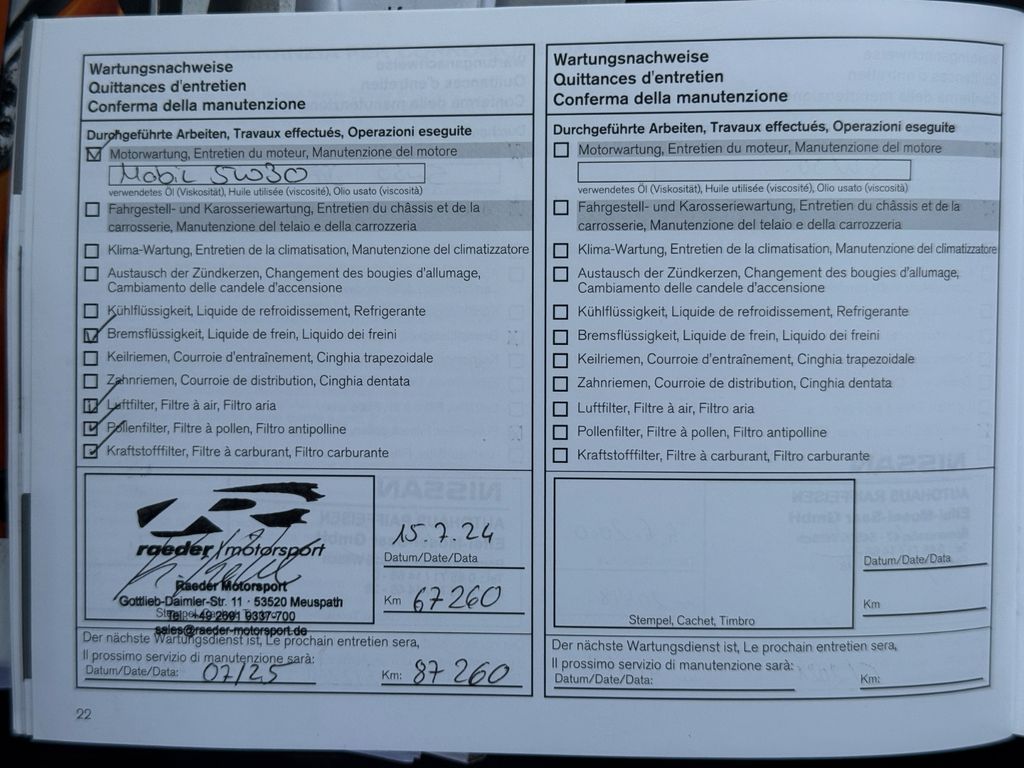 Wartungsnachweise
Quittances d'entretien
Conferma della manutenzione
Durchgeführte Arbeiten, Travaux effectués, Operazioni eseguite
Motorwartung, Entretien du moteur, Manutenzione del motore
Mobil 5W30
verwendetes Öl (Viskosität), Huile utilisée (viscosité), Olio usato (viscosità)
Fahrgestell- und Karosseriewartung, Entretien du châssis et de la
carrosserie, Manutenzione del telaio e della carrozzeria
Klima-Wartung, Entretien de la climatisation, Manutenzione del climatizzatore
Austausch der Zündkerzen, Changement des bougies d'allumage,
Cambiamento delle candele d'accensione
Kühlflüssigkeit, Liquide de refroidissement, Refrigerante
Bremsflüssigkeit, Liquide de frein, Liquido dei freini
Keilriemen, Courroie d'entraînement, Cinghia trapezoidale
Zahnriemen, Courroie de distribution, Cinghia dentata
Luftfilter, Filtre à air, Filtro aria
Pollenfilter, Filtre à pollen, Filtro antipolline
Kraftstofffilter, Filtre à carburant, Filtro carburante
raeder motorsport
Raeder Motorsport
Gottlieb-Daimler-Str. 11 · 53520 Meuspath
Tel.: +49 2691 9337-700
sales@raeder-motorsport.de
15.7.24
Datum/Date/Data
Km 67260
Der nächste Wartungsdienst ist, Le prochain entretien sera,
Il prossimo servizio di manutenzione sarà:
Datum/Date/Data: 07/25 Km: 87 260
22
Wartungsnachweise
Quittances d'entretien
Conferma della manutenzione
Durchgeführte Arbeiten, Travaux effectués, Operazioni eseguite
Motorwartung, Entretien du moteur, Manutenzione del motore
verwendetes Öl (Viskosität), Huile utilisée (viscosité), Olio usato (viscosità)
Fahrgestell- und Karosseriewartung, Entretien du châssis et de la
carrosserie, Manutenzione del telaio e della carrozzeria
Klima-Wartung, Entretien de la climatisation, Manutenzione del climatizzatore
Austausch der Zündkerzen, Changement des bougies d'allumage,
Cambiamento delle candele d'accensione
Kühlflüssigkeit, Liquide de refroidissement, Refrigerante
Bremsflüssigkeit, Liquide de frein, Liquido dei freini
Keilriemen, Courroie d'entraînement, Cinghia trapezoidale
Zahnriemen, Courroie de distribution, Cinghia dentata
Luftfilter, Filtre à air, Filtro aria
Pollenfilter, Filtre à pollen, Filtro antipolline
Kraftstofffilter, Filtre à carburant, Filtro carburante
Datum/Date/Data
Km
Stempel, Cachet, Timbro
Der nächste Wartungsdienst ist, Le prochain entretien sera,
Il prossimo servizio di manutenzione sarà:
Datum/Date/Data: Km: